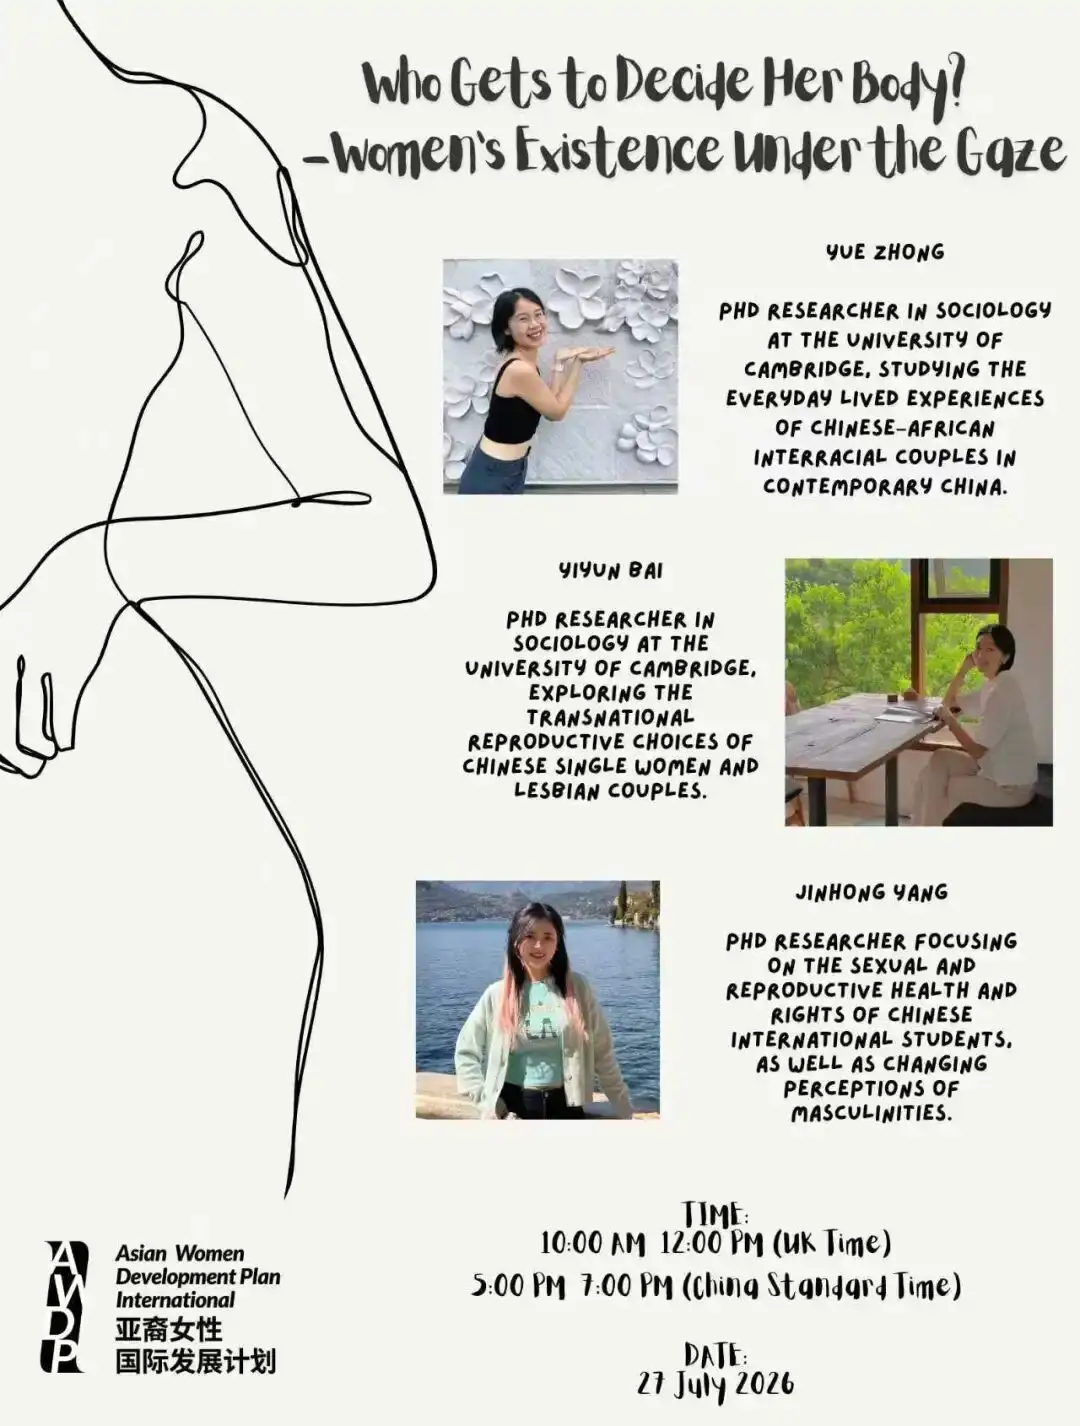 Who Gets to Decide Her Body?
-Women's Existence Under the Gaze
YUE ZHONG
PHD RESEARCHER IN SOCIOLOGY
AT THE UNIVERSITY OF
CAMBRIDGE, STUDYING THE
EVERYDAY LIVED EXPERIENCES
OF CHINESE-AFRICAN
INTERRACIAL COUPLES IN
CONTEMPORARY CHINA.
YIYUN BAI
PHD RESEARCHER IN
SOCIOLOGY AT THE
UNIVERSITY OF CAMBRIDGE,
EXPLORING THE
TRANSNATIONAL
REPRODUCTIVE CHOICES OF
CHINESE SINGLE WOMEN AND
LESBIAN COUPLES.
JINHONG YANG
PHD RESEARCHER FOCUSING
ON THE SEXUAL AND
REPRODUCTIVE HEALTH AND
RIGHTS OF CHINESE
INTERNATIONAL STUDENTS,
AS WELL AS CHANGING
PERCEPTIONS OF
MASCULINITIES.
TIME:
10:00 AM 12:00 PM (UK Time)
5:00 PM 7:00 PM (China Standard Time)
DATE:
27 July 2026
AWDP
Asian Women
Development Plan
International
亚裔女性
国际发展计划